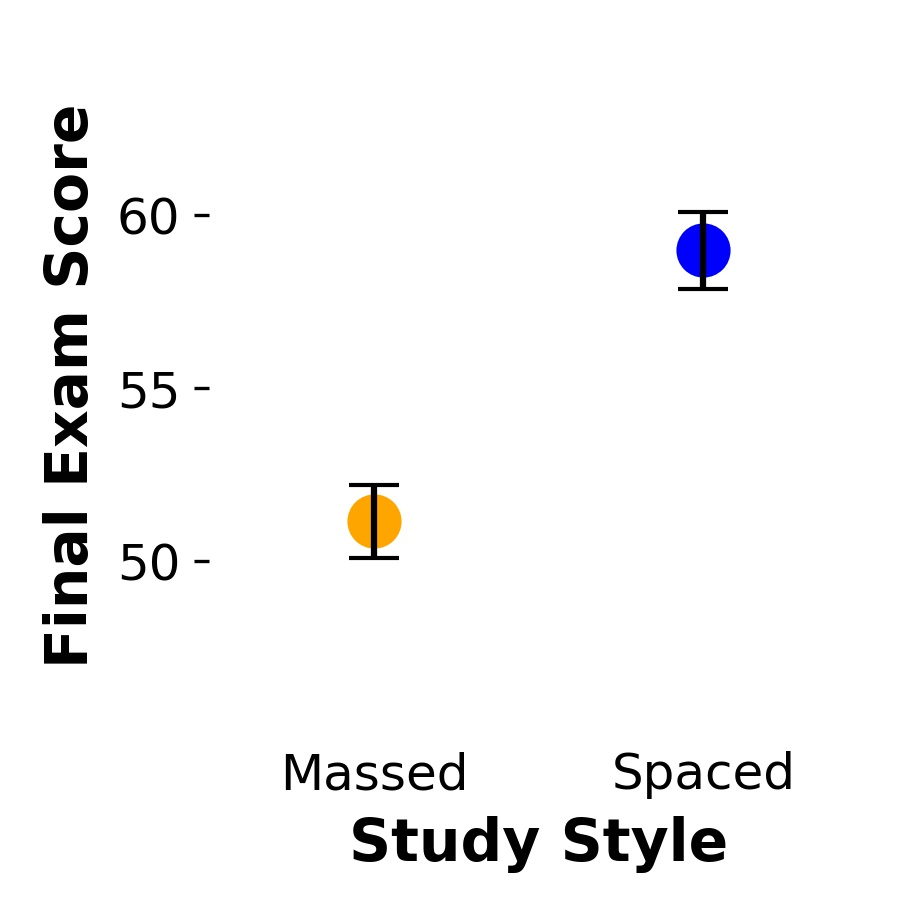 Final Exam Score
60
55
50
Massed Spaced
Study Style